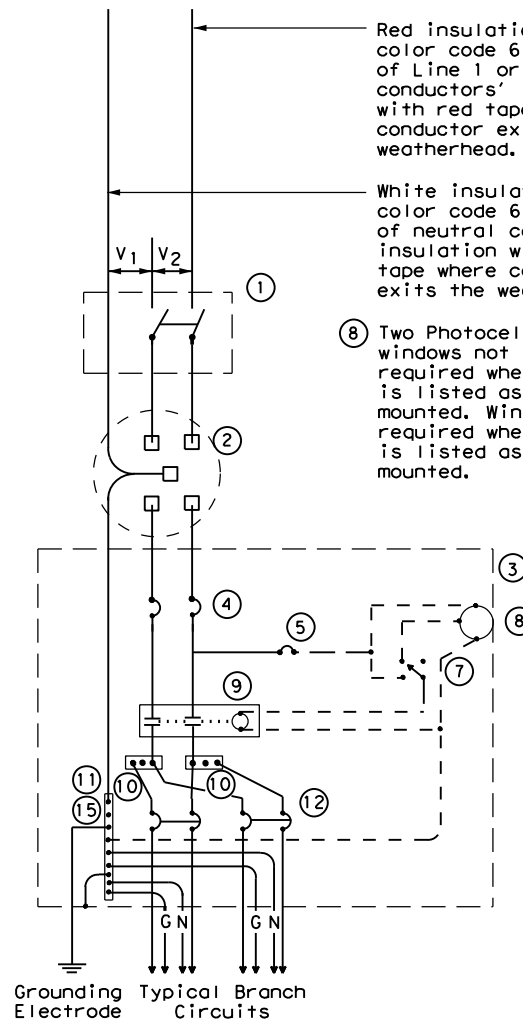 Red insulatio
color code 6
of Line 1 or
conductors'
with red tape
conductor ex
weatherhead.
White insulat
color code 6
of neutral co
insulation w
tape where co
exits the wea
V1
V2
1
8 Two Photocel
windows not
required whe
is listed as
mounted. Win
required whe
is listed as
mounted.
2
3
4
5
8
7
9
11
10
10
15
12
G N
G N
Grounding
Electrode
Typical Branch
Circuits